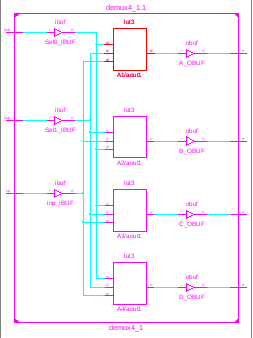 demux4_1:1
lut3
ibuf
Sel0_IBUF
obuf
A_OBUF
A1/aout1
lut3
ibuf
Sel1_IBUF
obuf
B_OBUF
A2/aout1
lut3
ibuf
inp_IBUF
obuf
C_OBUF
A3/aout1
lut3
obuf
D_OBUF
A4/aout1
demux4_1